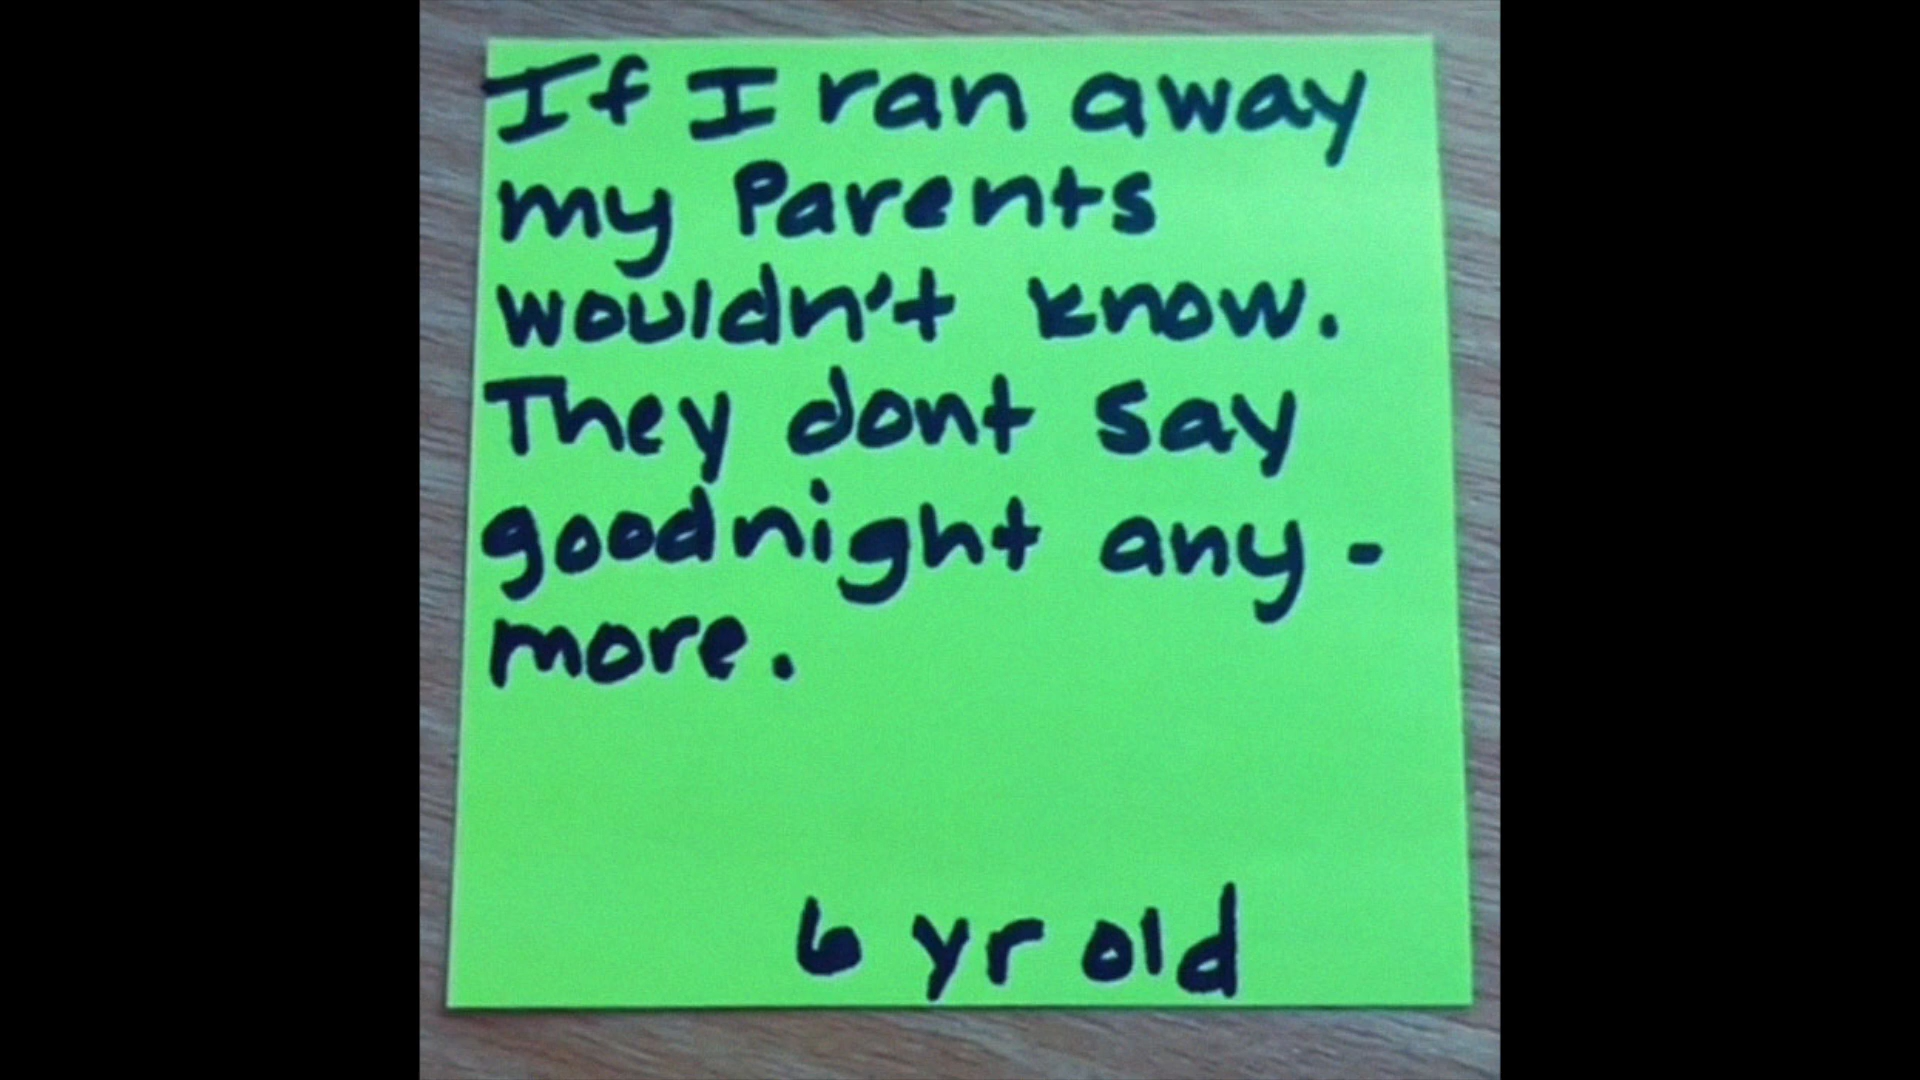 If I ran away
my Parents
wouldn't know.
They dont say
goodnight any-
more.
6 yr old